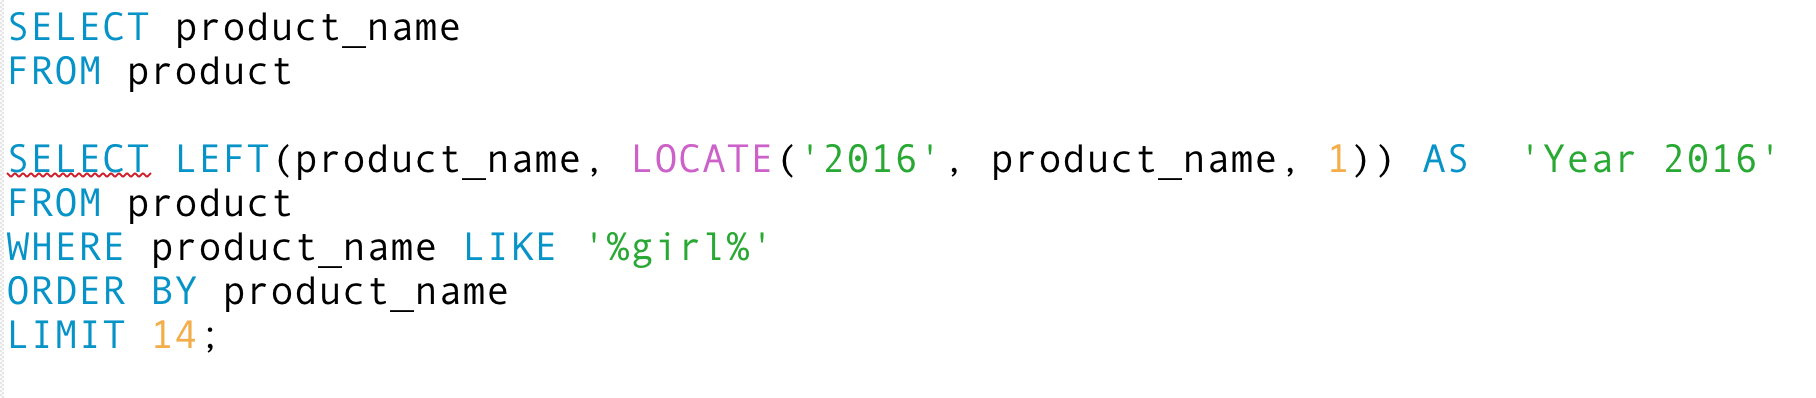 SELECT product_name
FROM product
SELECT LEFT(product_name, LOCATE('2016', product_name, 1)) AS  'Year 2016'
FROM product
WHERE product_name LIKE '%girl%'
ORDER BY product_name
LIMIT 14;